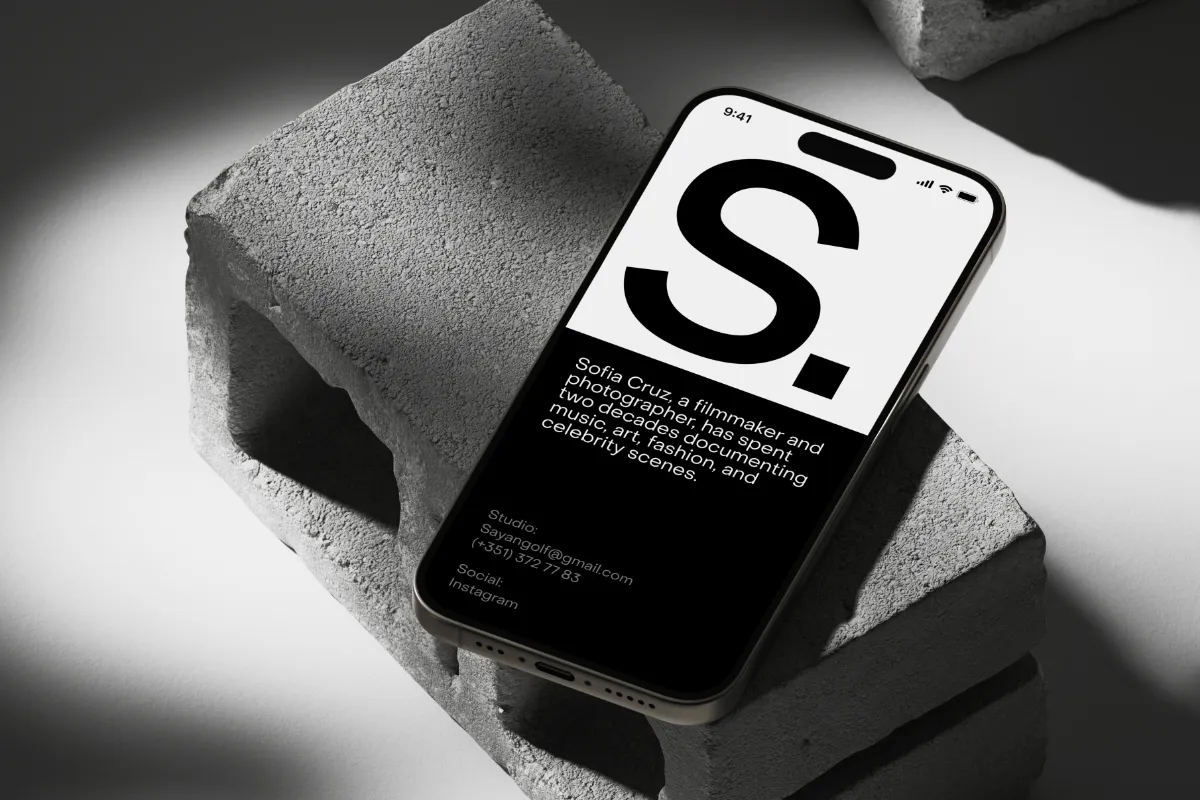 9:41
S.
Sofia Cruz, a filmmaker and
photographer, has spent
two decades documenting
music, art, fashion, and
celebrity scenes.
Studio:
Sayangolf@gmail.com
(+351) 372 77 83
Social:
Instagram